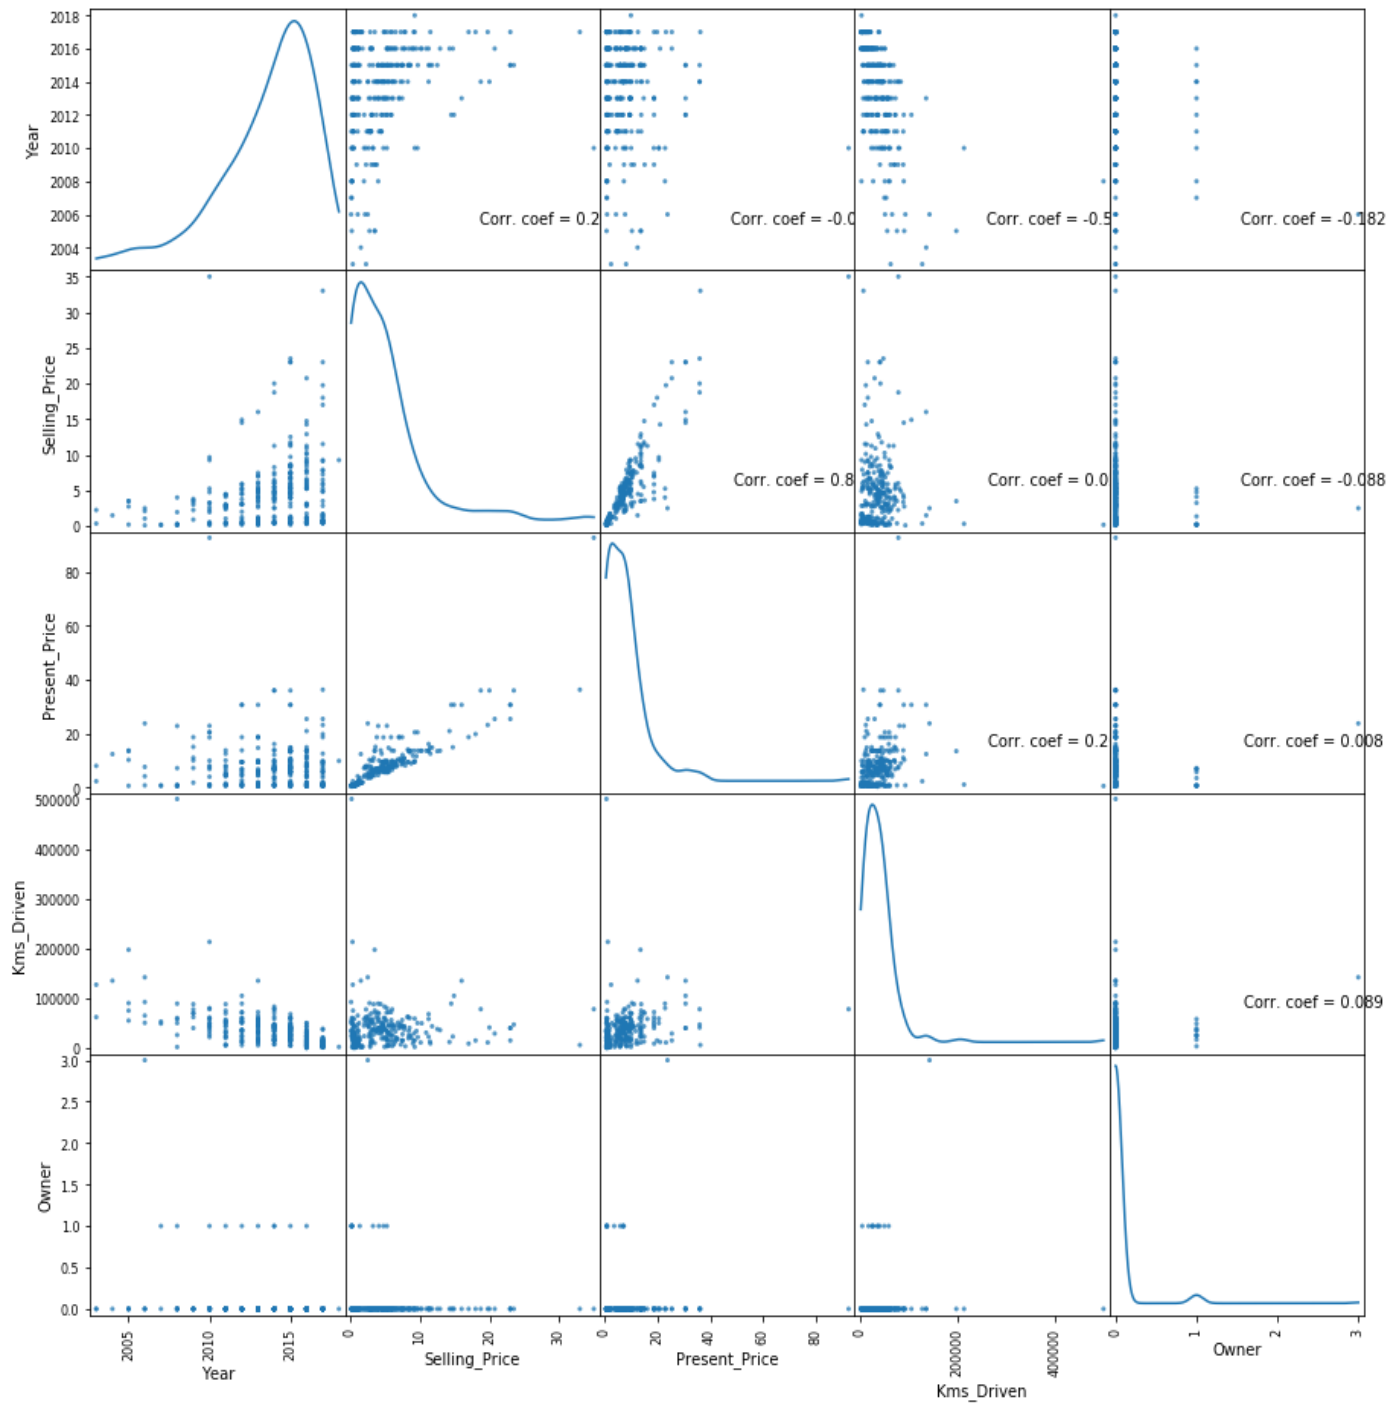 2018
2016
2014
2012
2010
2008
2006
2004
Year
Corr. coef = 0.2
Corr. coef = -0.0
Corr. coef = -0.5
Corr. coef = -0.182
35
30
25
20
15
10
5
0
Selling_Price
Corr. coef = 0.8
Corr. coef = 0.0
Corr. coef = -0.088
80
60
40
20
0
Present_Price
Corr. coef = 0.2
Corr. coef = 0.008
500000
400000
300000
200000
100000
0
Kms_Driven
Corr. coef = 0.089
3.0
2.5
2.0
1.5
1.0
0.5
0.0
Owner
2005
2010
2015
Year
0
10
20
30
Selling_Price
0
20
40
60
80
Present_Price
0
200000
400000
Kms_Driven
0
1
2
3
Owner